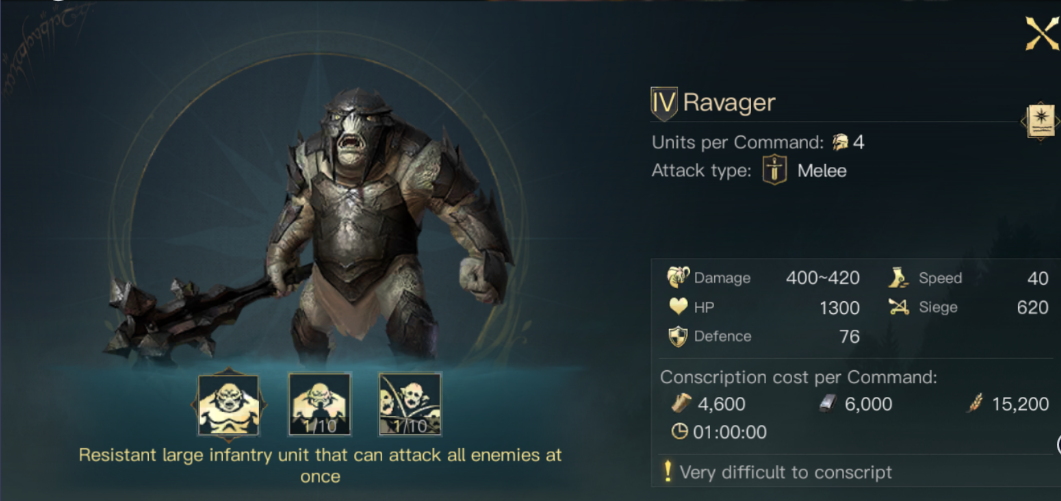 IV Ravager
Units per Command: 4
Attack type: Melee
Damage 400~420 Speed 40
HP 1300 Siege 620
Defence 76
Conscription cost per Command:
4,600 6,000 15,200
01:00:00
Very difficult to conscript
1/10 1/10
Resistant large infantry unit that can attack all enemies at
once